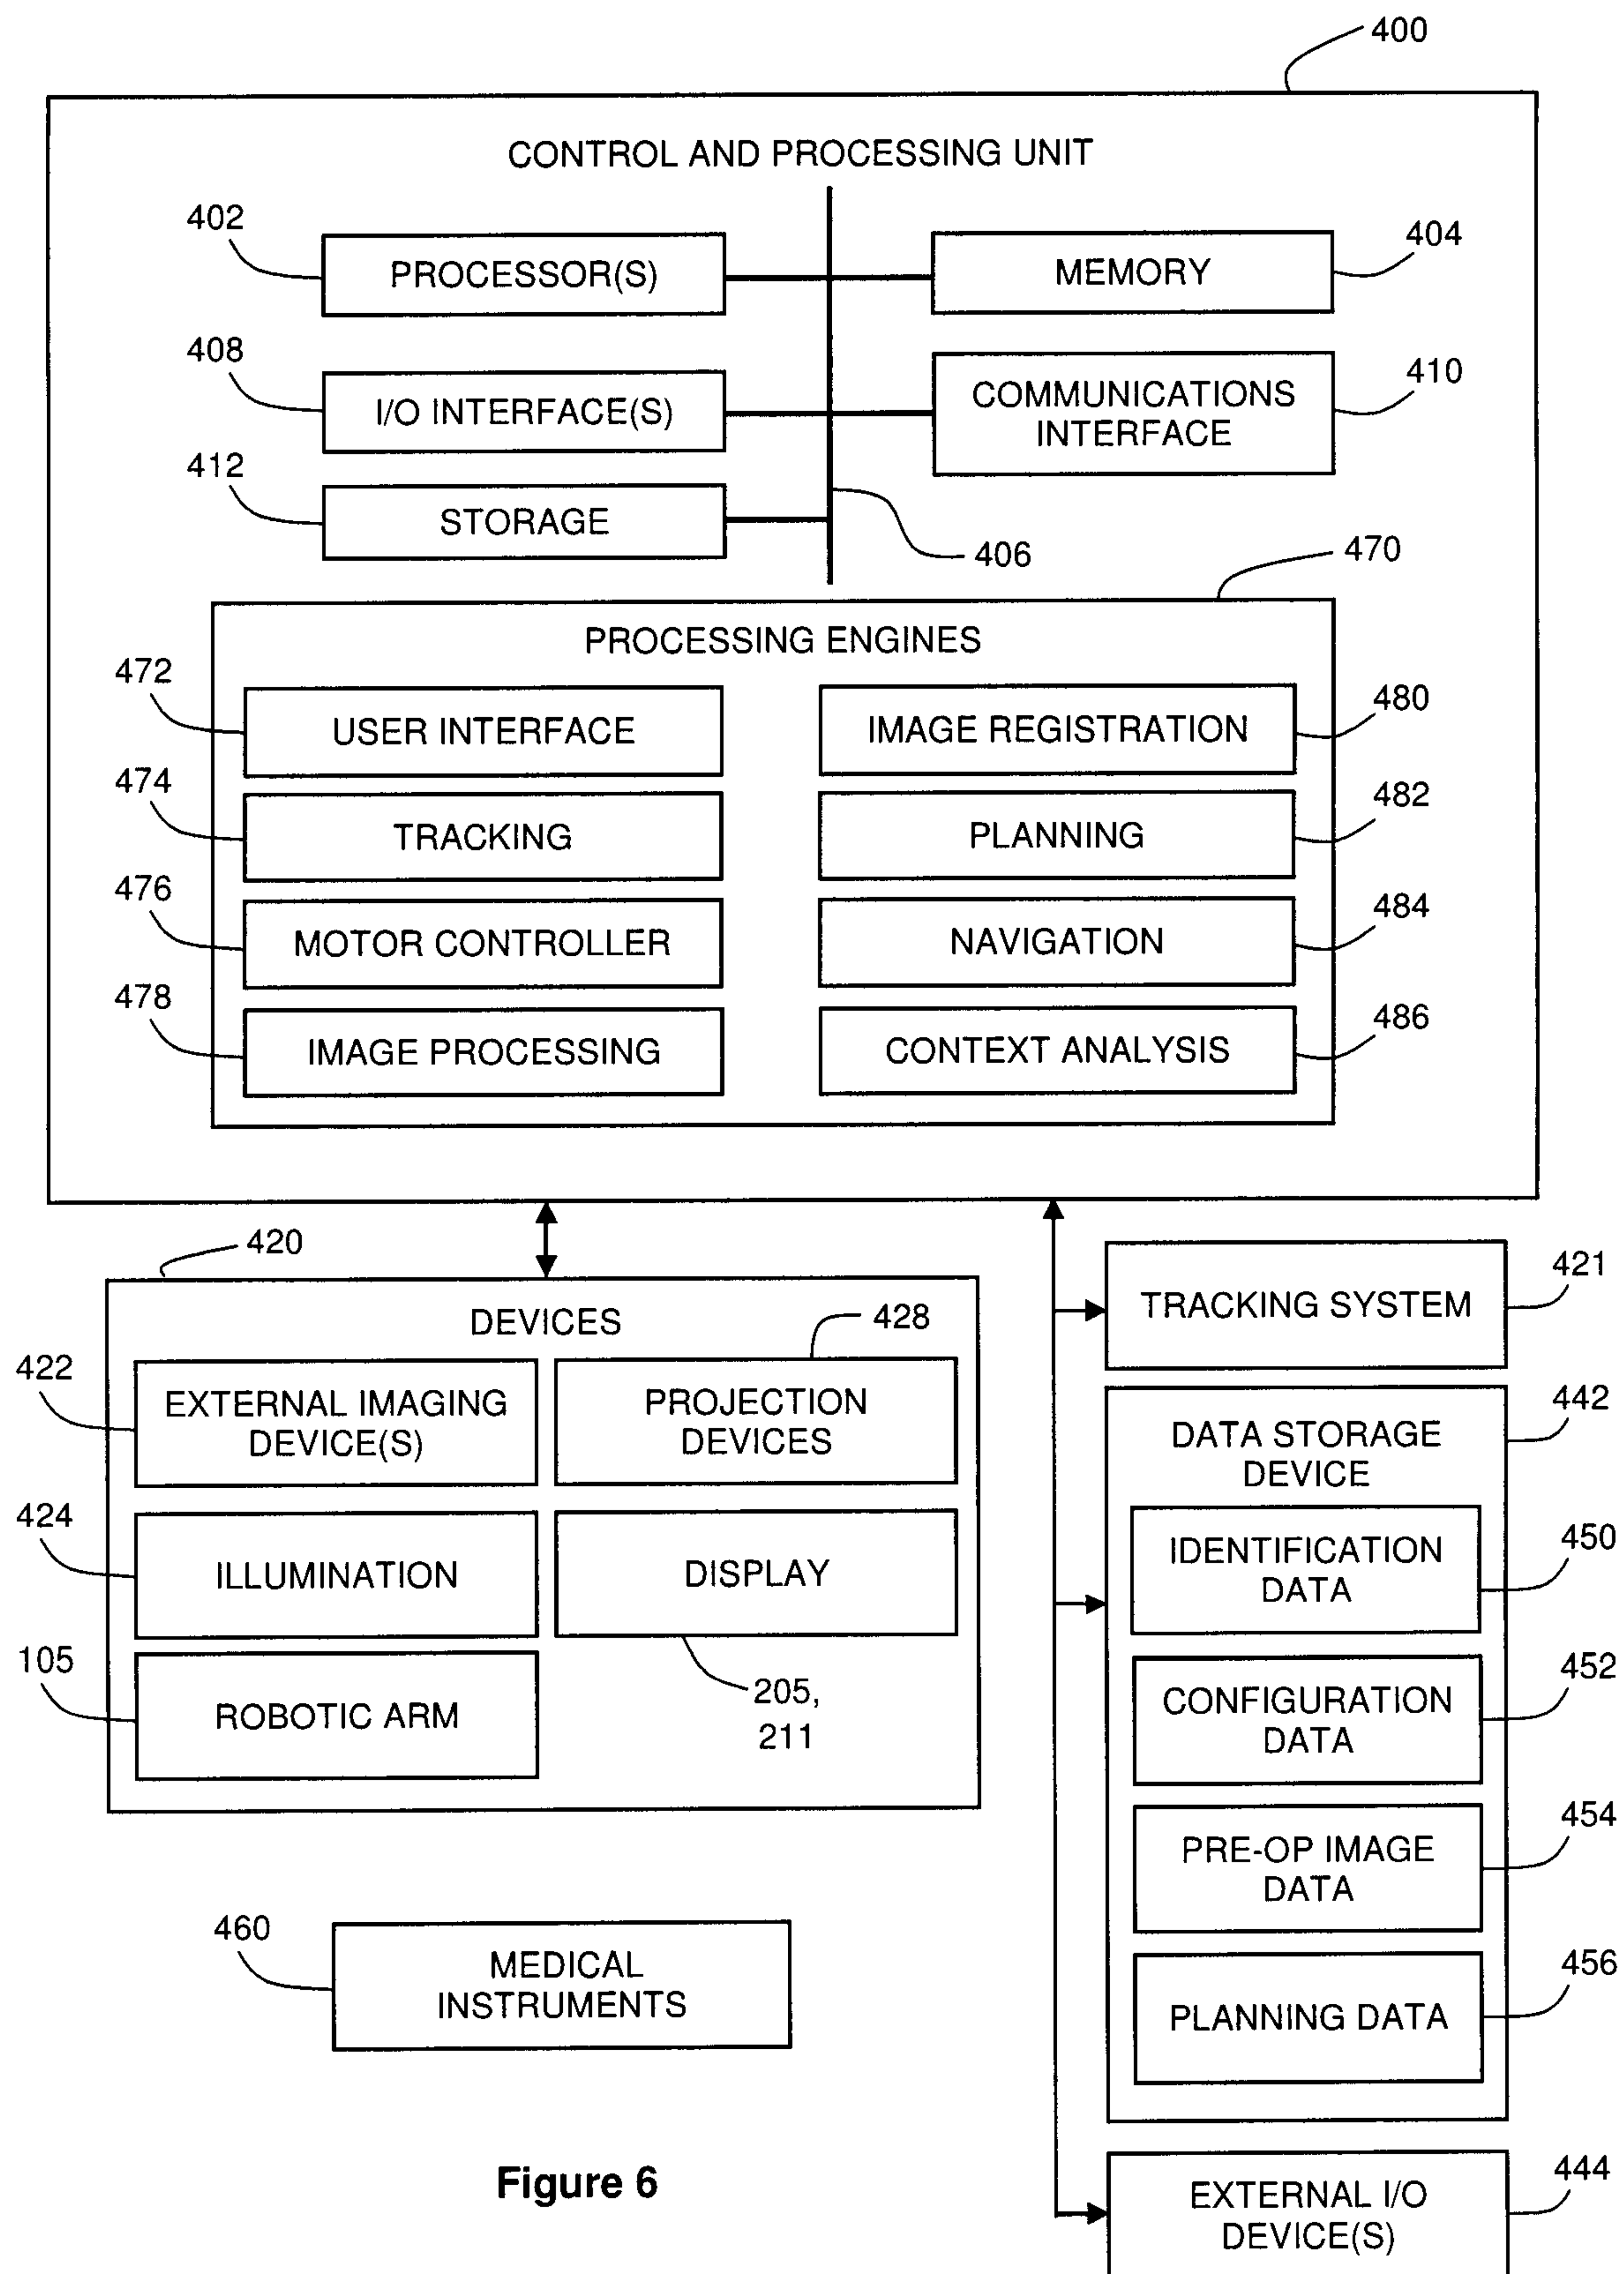 400
CONTROL AND PROCESSING UNIT
402
PROCESSOR(S)
MEMORY
404
408
I/O INTERFACE(S)
COMMUNICATIONS
INTERFACE
410
412
STORAGE
406
470
PROCESSING ENGINES
472
USER INTERFACE
IMAGE REGISTRATION
480
474
TRACKING
PLANNING
482
476
MOTOR CONTROLLER
NAVIGATION
484
478
IMAGE PROCESSING
CONTEXT ANALYSIS
486
420
DEVICES
428
422
EXTERNAL IMAGING
DEVICE(S)
PROJECTION
DEVICES
424
ILLUMINATION
DISPLAY
105
ROBOTIC ARM
205,
211
TRACKING SYSTEM
421
442
DATA STORAGE
DEVICE
IDENTIFICATION
DATA
450
CONFIGURATION
DATA
452
PRE-OP IMAGE
DATA
454
PLANNING DATA
456
460
MEDICAL
INSTRUMENTS
EXTERNAL I/O
DEVICE(S)
444
Figure 6